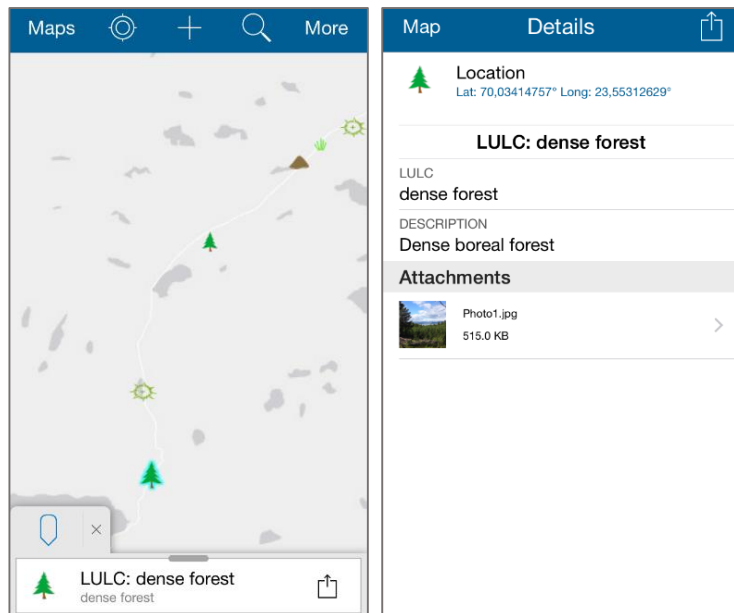 Maps More
LULC: dense forest
dense forest
Map Details
Location
Lat: 70,03414757° Long: 23,55312629°
LULC: dense forest
LULC
dense forest
DESCRIPTION
Dense boreal forest
Attachments
Photo1.jpg
515.0 KB